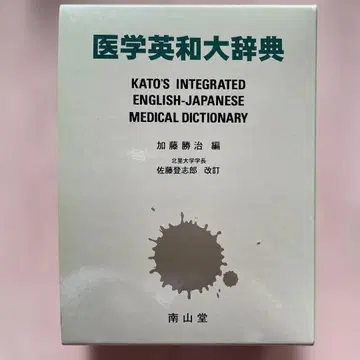 医学英和大辞典
KATO'S INTEGRATED
ENGLISH-JAPANESE
MEDICAL DICTIONARY
加藤勝治 編
北里大学学長
佐藤登志郎 改訂
南山堂